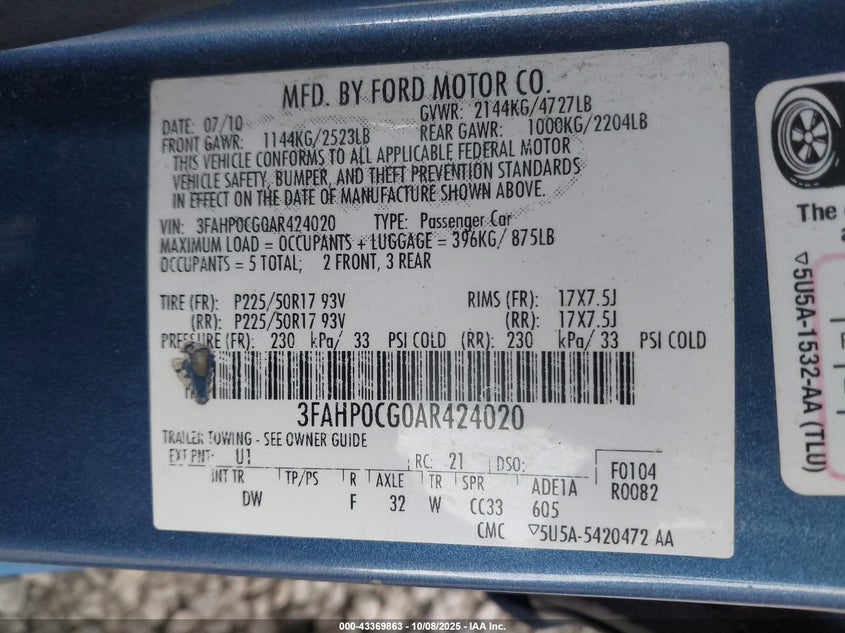 MFD. BY FORD MOTOR CO.
DATE: 07/10 GVWR: 2144KG/4727LB
FRONT GAWR: 1144KG/2523LB REAR GAWR: 1000KG/2204LB
THIS VEHICLE CONFORMS TO ALL APPLICABLE FEDERAL MOTOR
VEHICLE SAFETY, BUMPER, AND THEFT PREVENTION STANDARDS
IN EFFECT ON THE DATE OF MANUFACTURE SHOWN ABOVE.
VIN: 3FAHP0CG0AR424020 TYPE: Passenger Car
MAXIMUM LOAD = OCCUPANTS + LUGGAGE = 396KG/ 875LB
OCCUPANTS = 5 TOTAL; 2 FRONT, 3 REAR
TIRE (FR): P225/50R17 93V RIMS (FR): 17X7.5J
(RR): P225/50R17 93V (RR): 17X7.5J
PRESSURE (FR): 230 kPa/ 33 PSI COLD (RR): 230 kPa/ 33 PSI COLD
3FAHP0CG0AR424020
TRAILER TOWING - SEE OWNER GUIDE
EXT PNT: U1 RC: 21 DSO: F0104
INT TR TP/PS R AXLE TR SPR ADE1A R0082
DW F 32 W CC33 605
CMC ▽5U5A-5420472 AA
The
▽5U5A-1532-AA (TLU)
000-43369863 - 10/08/2025 - IAA Inc.